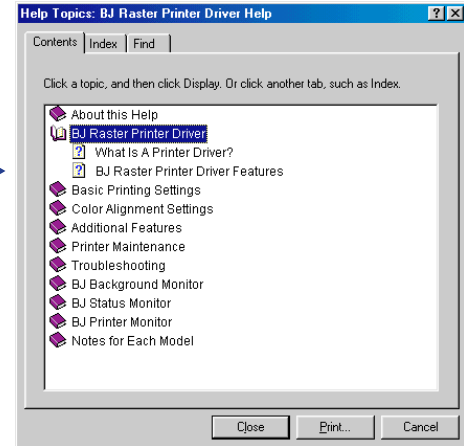 Help Topics: BJ Raster Printer Driver Help
Contents Index Find
Click a topic, and then click Display. Or click another tab, such as Index.
About this Help
BJ Raster Printer Driver
What Is A Printer Driver?
BJ Raster Printer Driver Features
Basic Printing Settings
Color Alignment Settings
Additional Features
Printer Maintenance
Troubleshooting
BJ Background Monitor
BJ Status Monitor
BJ Printer Monitor
Notes for Each Model
Close Print... Cancel